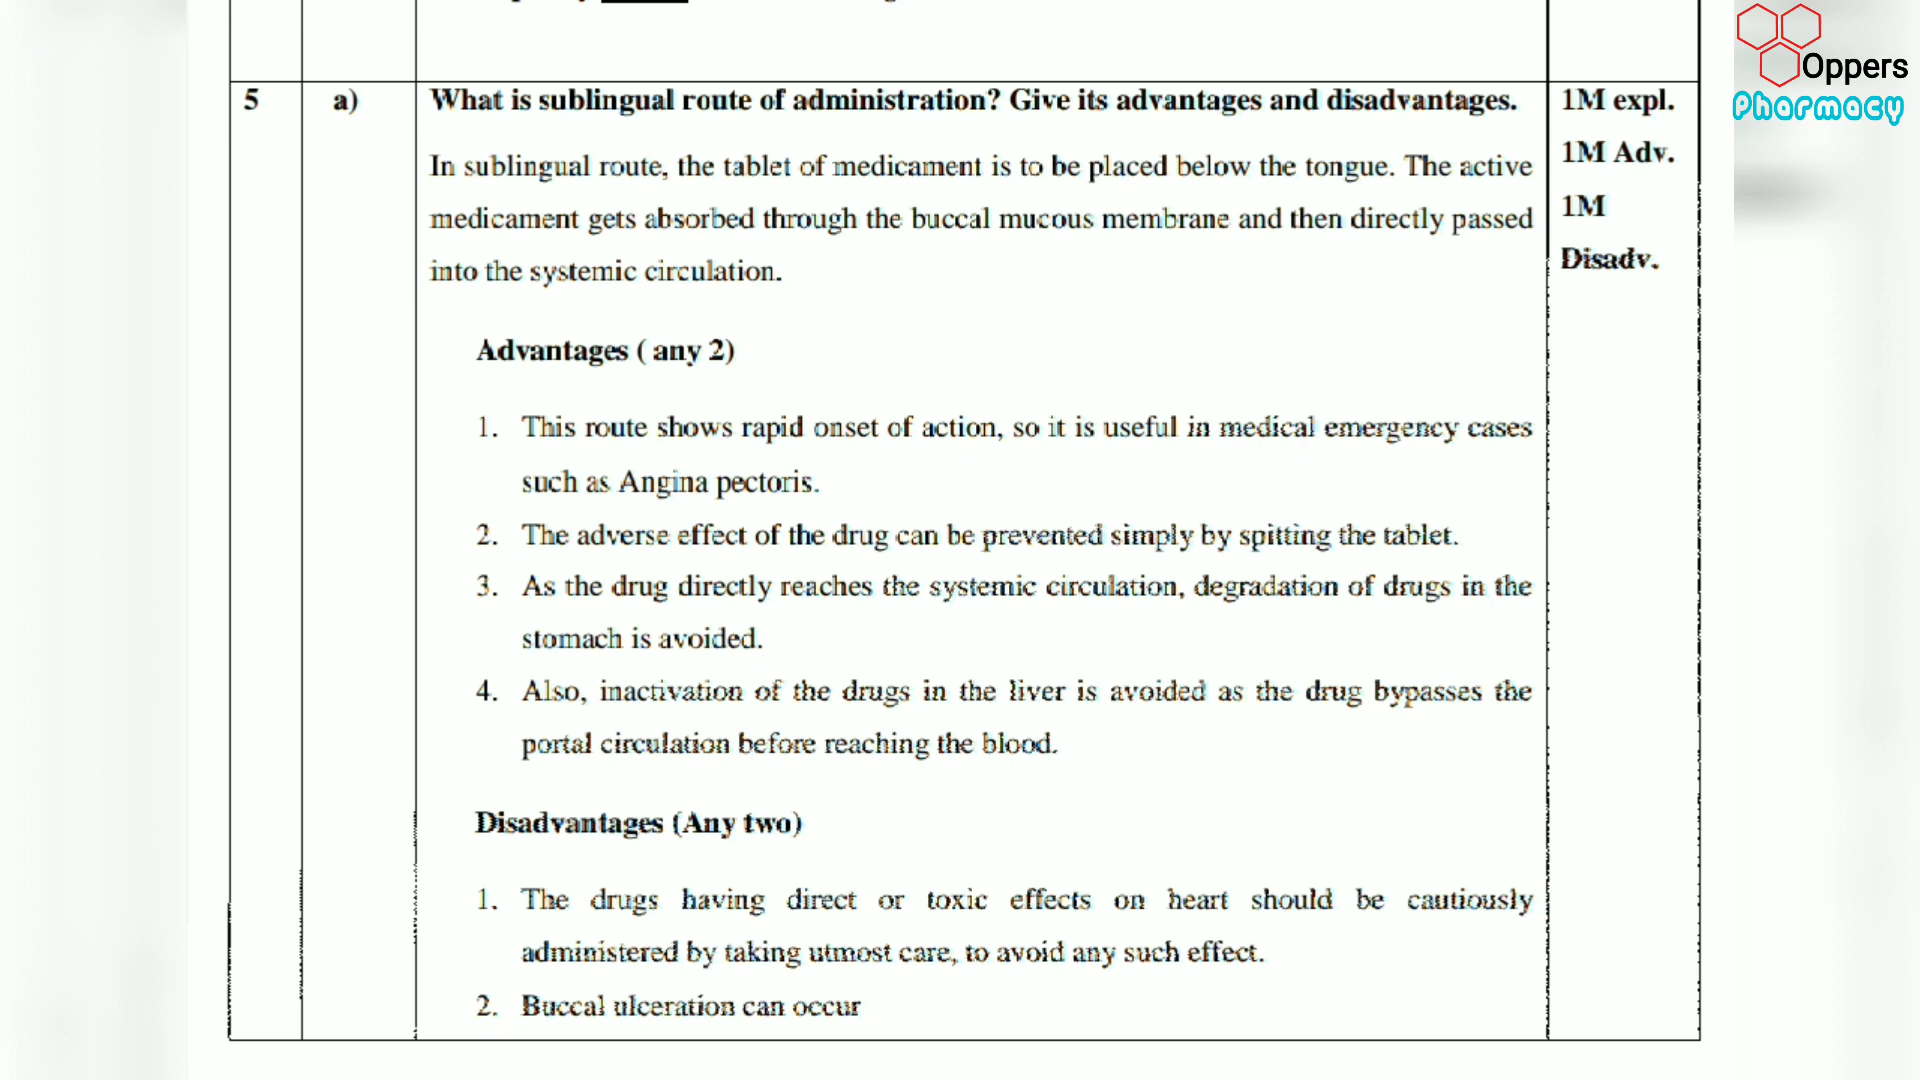 Oppers
Pharmacy
5 a) What is sublingual route of administration? Give its advantages and disadvantages. 1M expl.
1M Adv.
1M
Disadv.
In sublingual route, the tablet of medicament is to be placed below the tongue. The active
medicament gets absorbed through the buccal mucous membrane and then directly passed
into the systemic circulation.
Advantages ( any 2)
1. This route shows rapid onset of action, so it is useful in medical emergency cases
such as Angina pectoris.
2. The adverse effect of the drug can be prevented simply by spitting the tablet.
3. As the drug directly reaches the systemic circulation, degradation of drugs in the
stomach is avoided.
4. Also, inactivation of the drugs in the liver is avoided as the drug bypasses the
portal circulation before reaching the blood.
Disadvantages (Any two)
1. The drugs having direct or toxic effects on heart should be cautiously
administered by taking utmost care, to avoid any such effect.
2. Buccal ulceration can occur